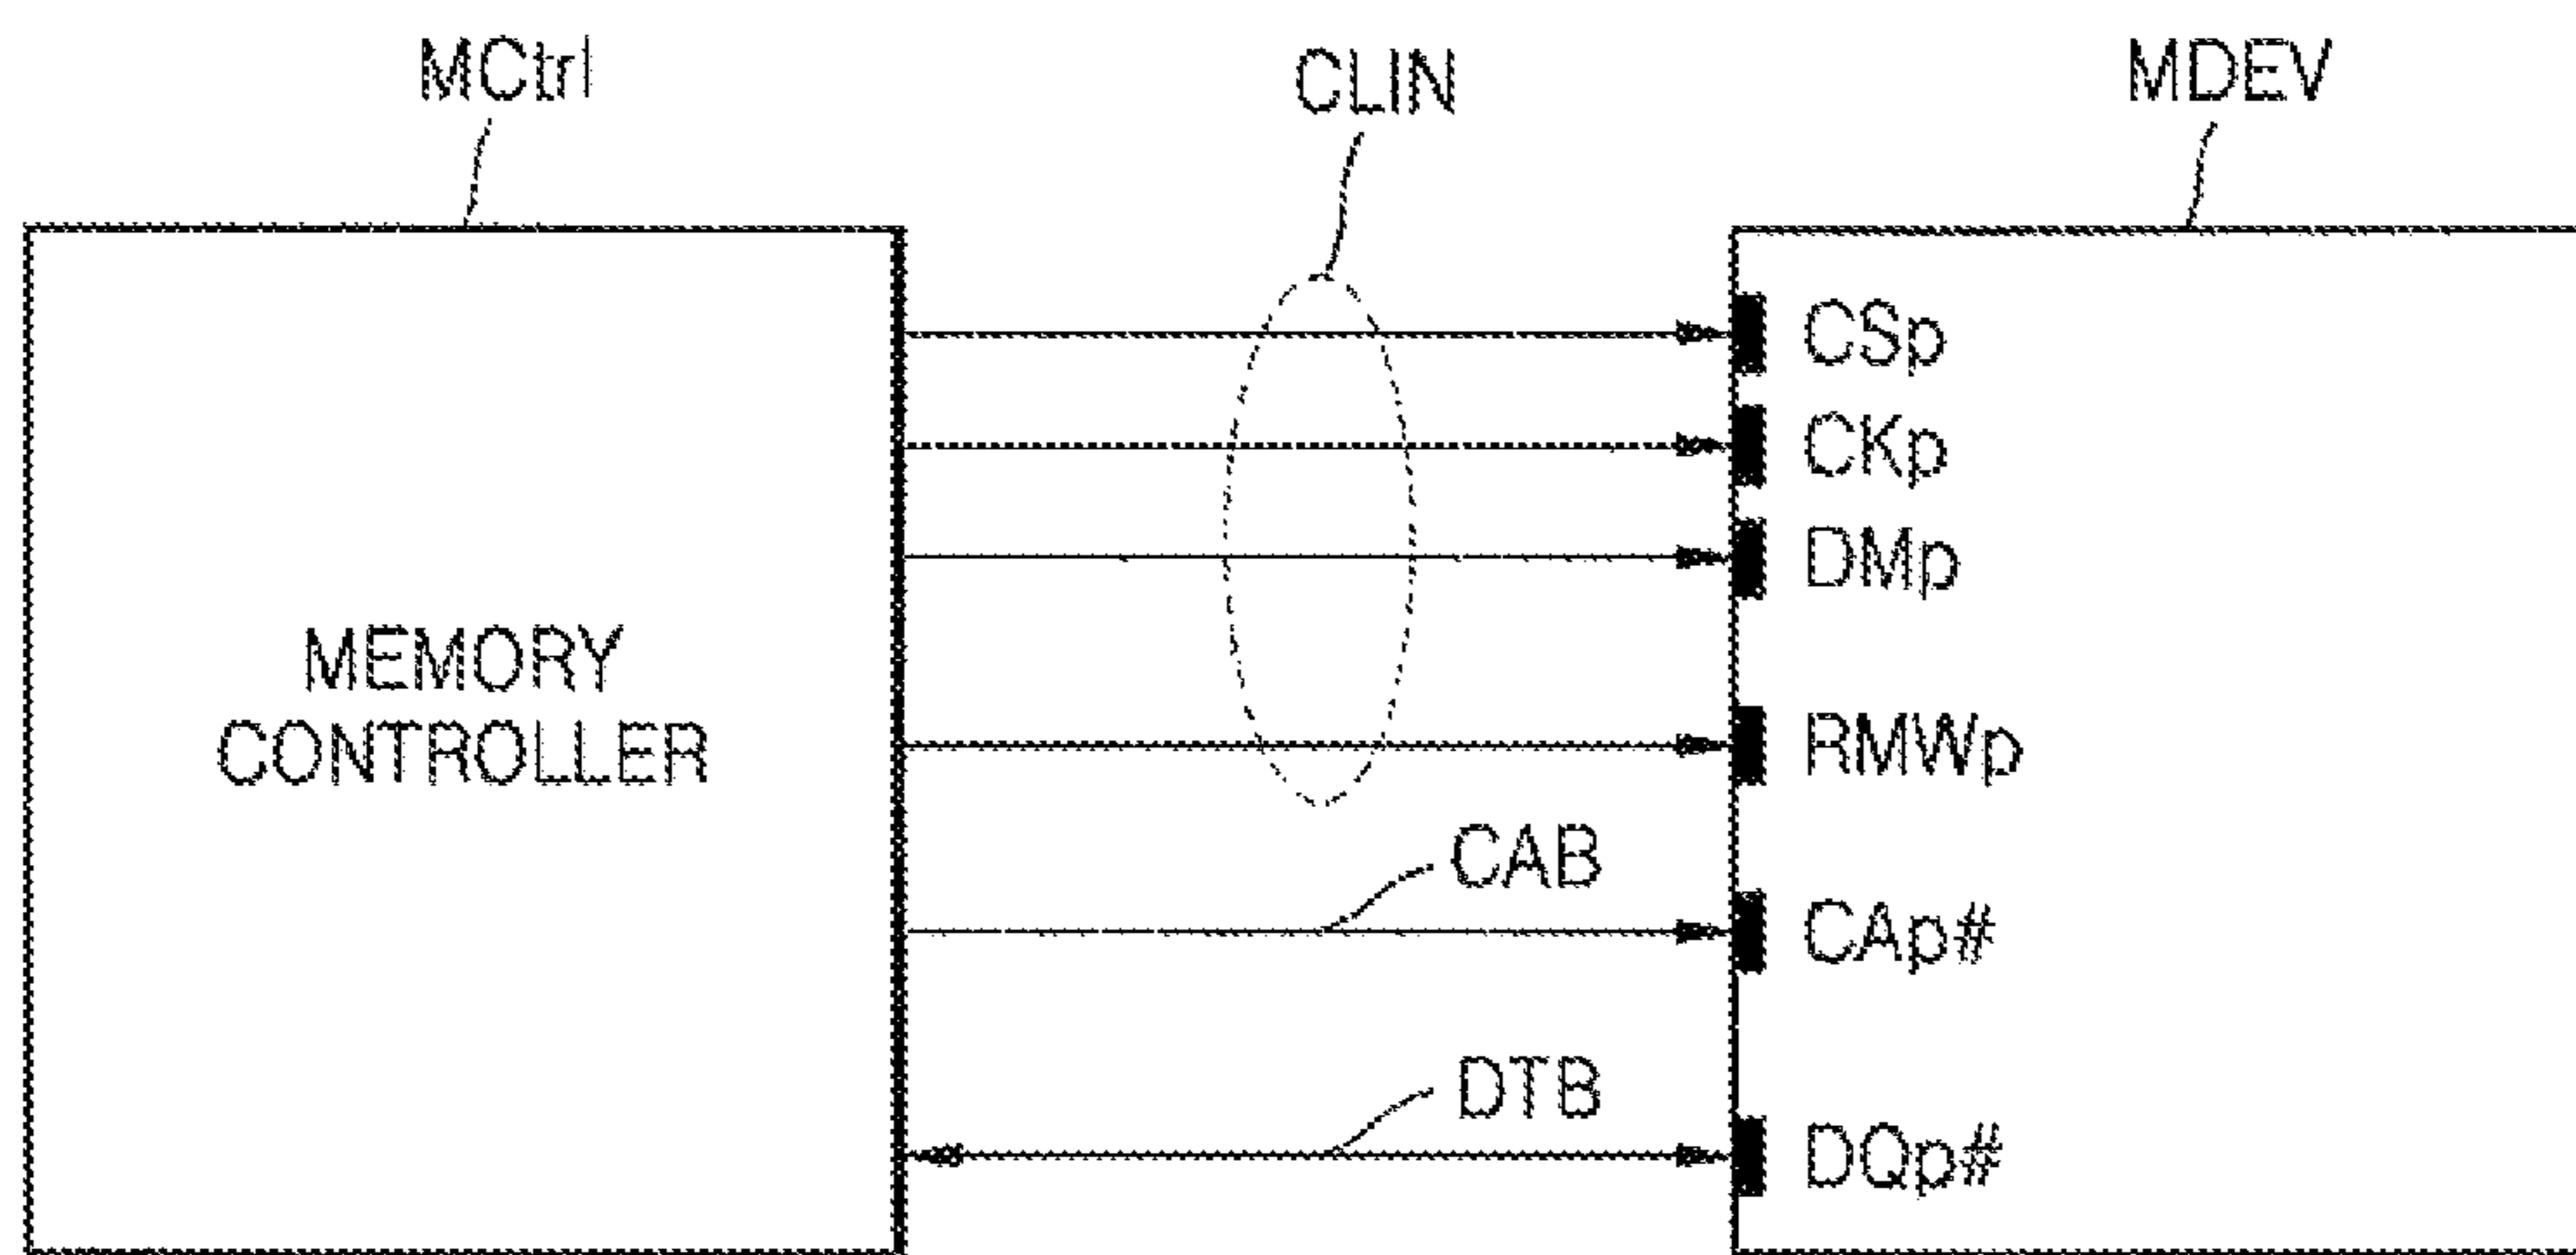 MCtrl
CLIN
MDEV
CSp
CKp
DMp
MEMORY
CONTROLLER
RMWp
CAB
CAp#
DTB
DQp#